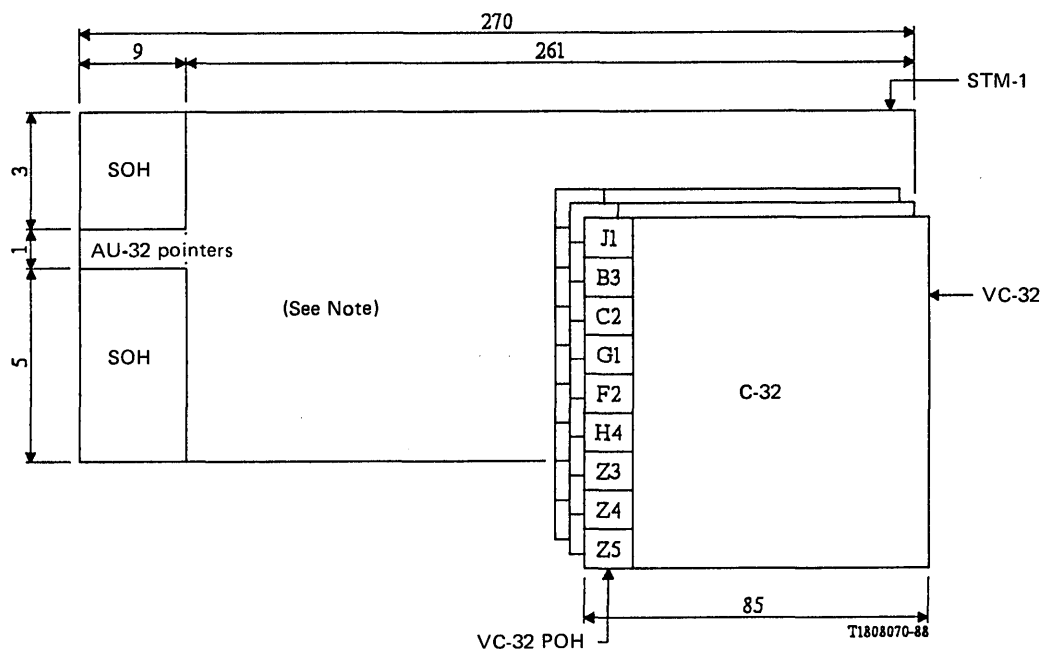 270
9
261
STM-1
3
SOH
1
AU-32 pointers
J1
B3
VC-32
(See Note)
C2
5
SOH
G1
F2
C-32
H4
Z3
Z4
Z5
85
T1808070-88
VC-32 POH